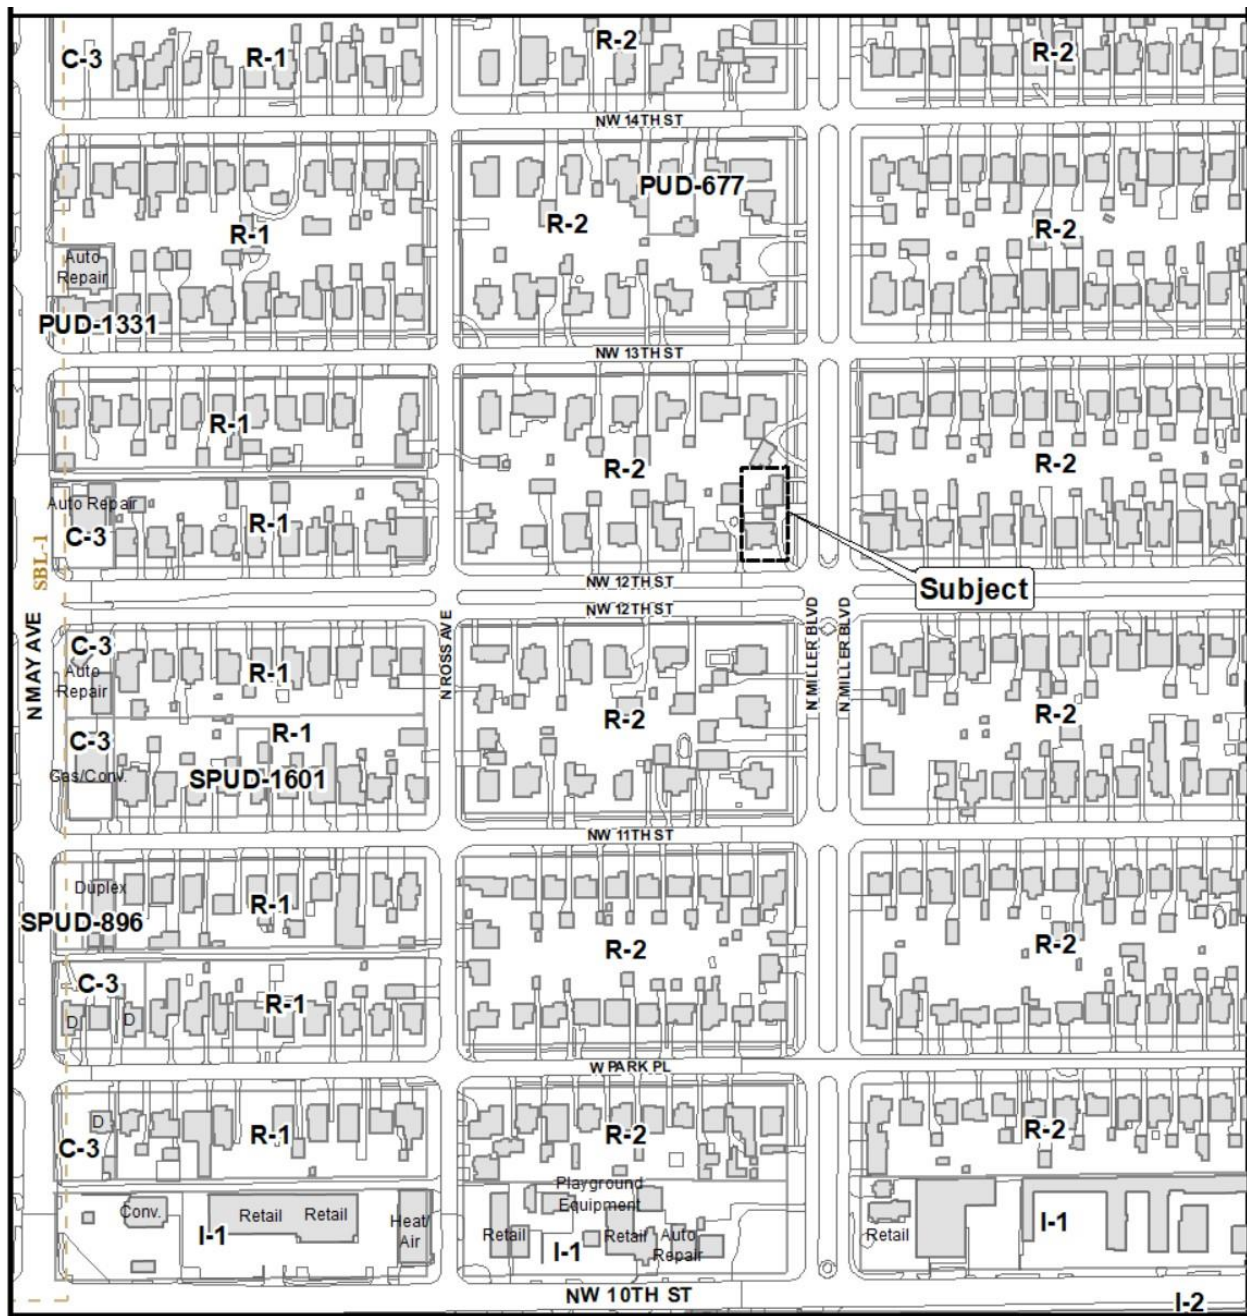 C-3
R-1
R-2
R-2
NW 14TH ST
PUD-677
R-1
R-2
R-2
Auto
Repair
PUD-1331
NW 13TH ST
R-1
R-2
R-2
Auto Repair
C-3
R-1
SBL-1
Subject
NW 12TH ST
NW 12TH ST
N MAY AVE
N ROSS AVE
N MILLER BLVD
N MILLER BLVD
C-3
Auto
Repair
R-1
R-2
R-2
C-3
R-1
Gas/Conv.
SPUD-1601
NW 11TH ST
Duplex
R-1
SPUD-896
R-2
R-2
C-3
R-1
D
D
W PARK PL
D
C-3
R-1
R-2
R-2
Playground
Equipment
Conv.
Retail
Retail
Heat/
Air
I-1
Retail
I-1
Retail
Auto
Repair
Retail
I-1
NW 10TH ST
I-2